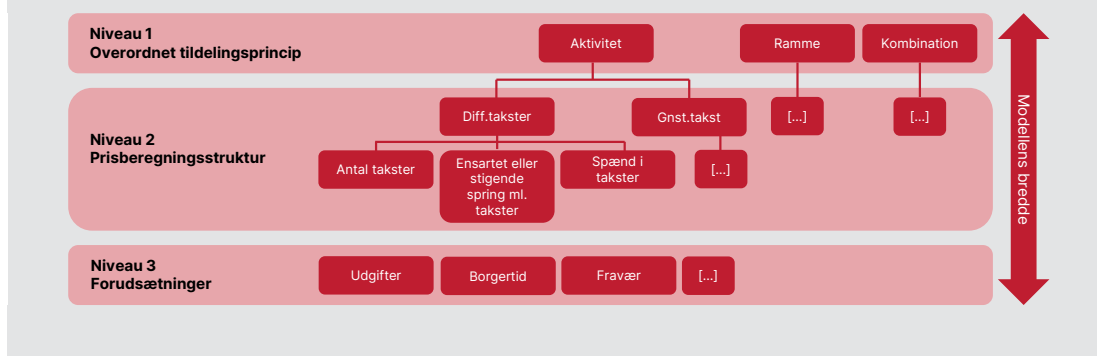 Niveau 1
Overordnet tildelingsprincip
Aktivitet
Ramme
Kombination
Niveau 2
Prisberegningsstruktur
Diff.takster
Gnst.takst
[...]
[...]
Antal takster
Ensartet eller
stigende
spring ml.
takster
Spænd i
takster
[...]
Niveau 3
Forudsætninger
Udgifter
Borgertid
Fravær
[...]
Modellens bredde